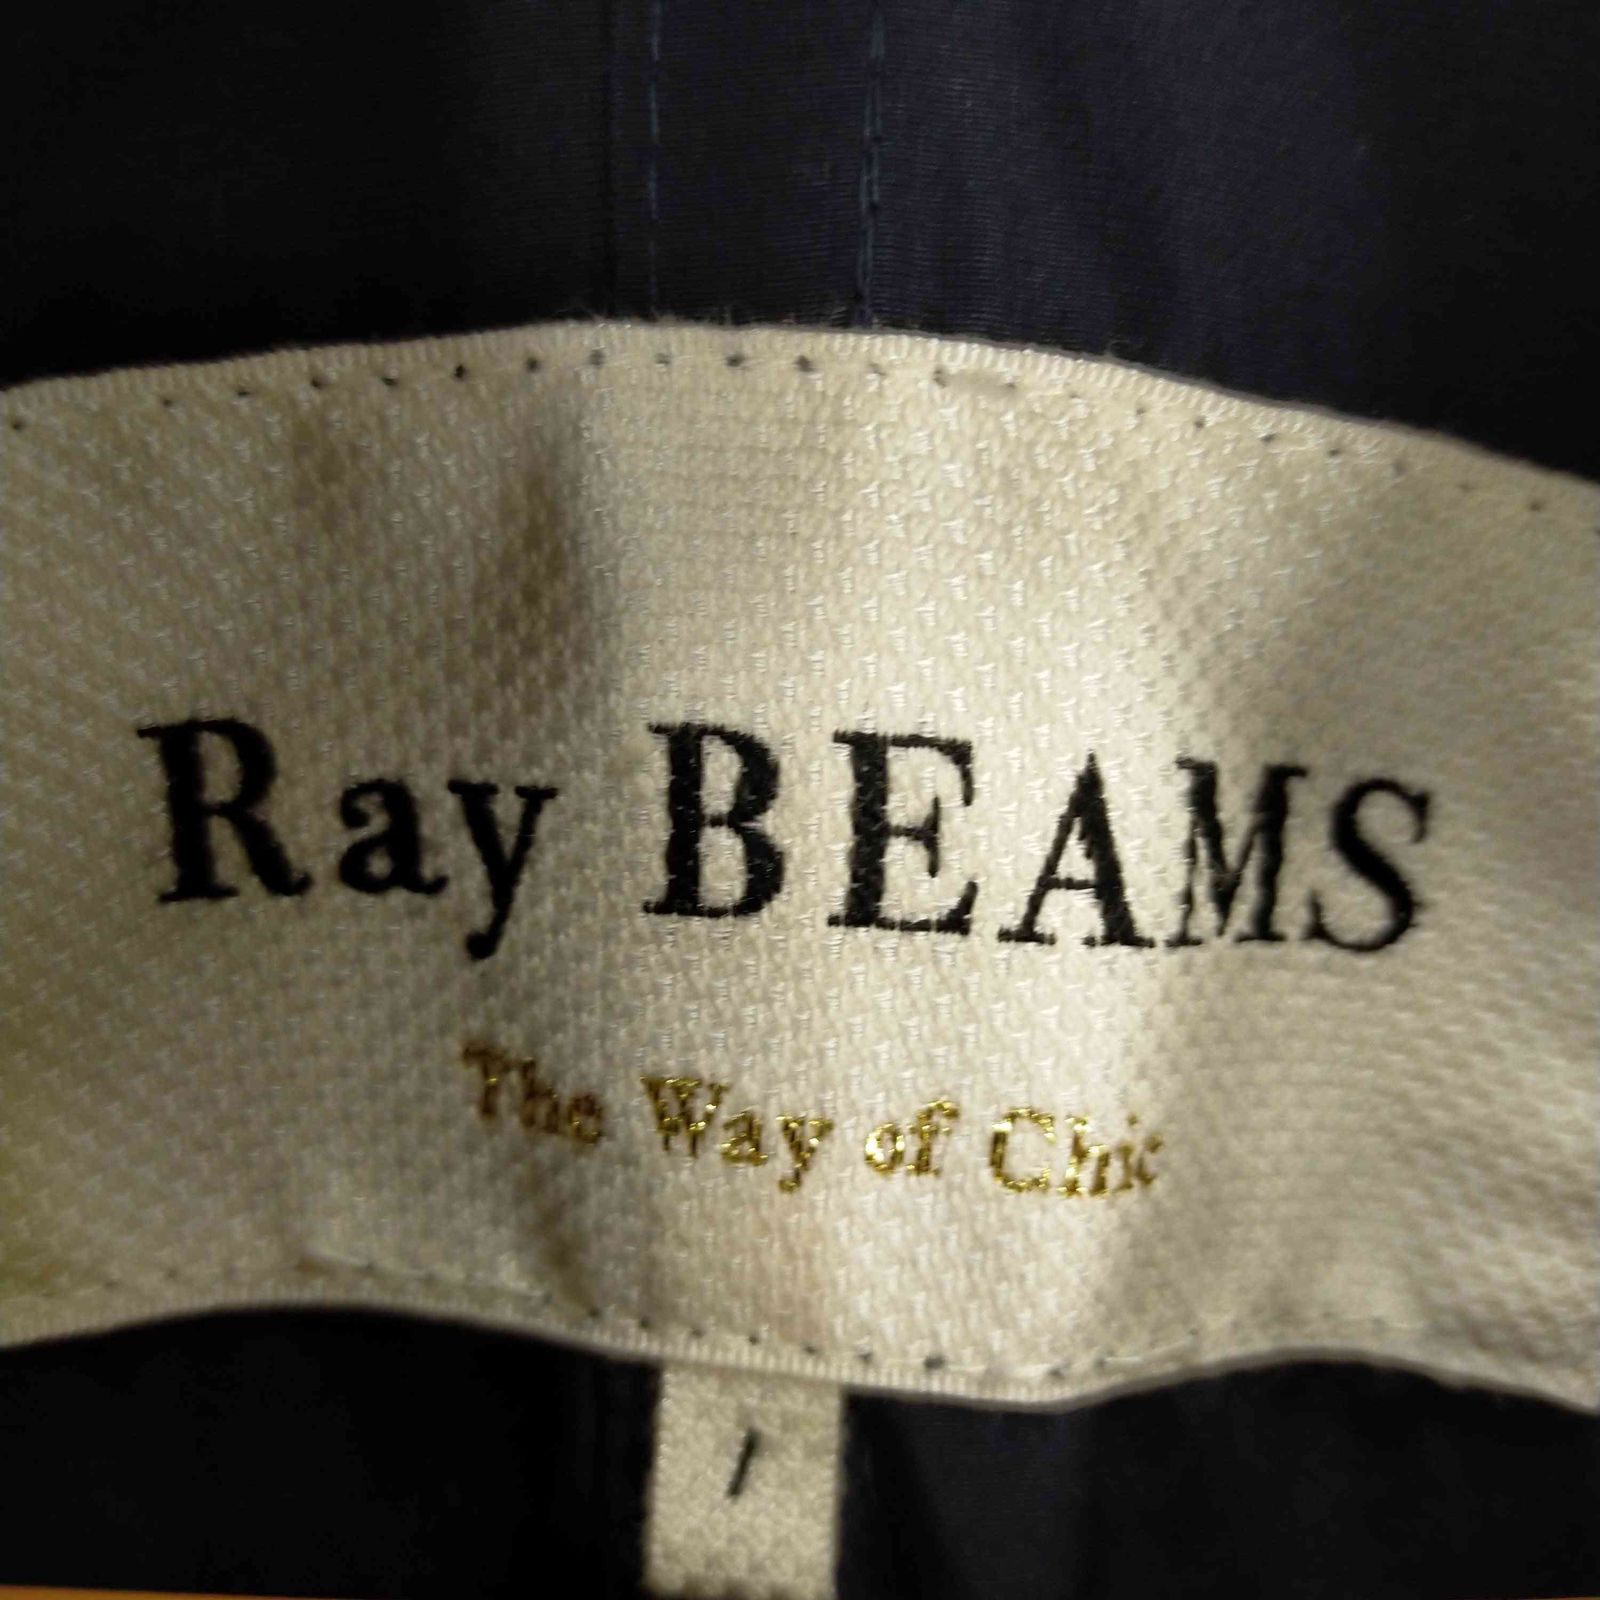 Ray BEAMS
The Way of Chic
1